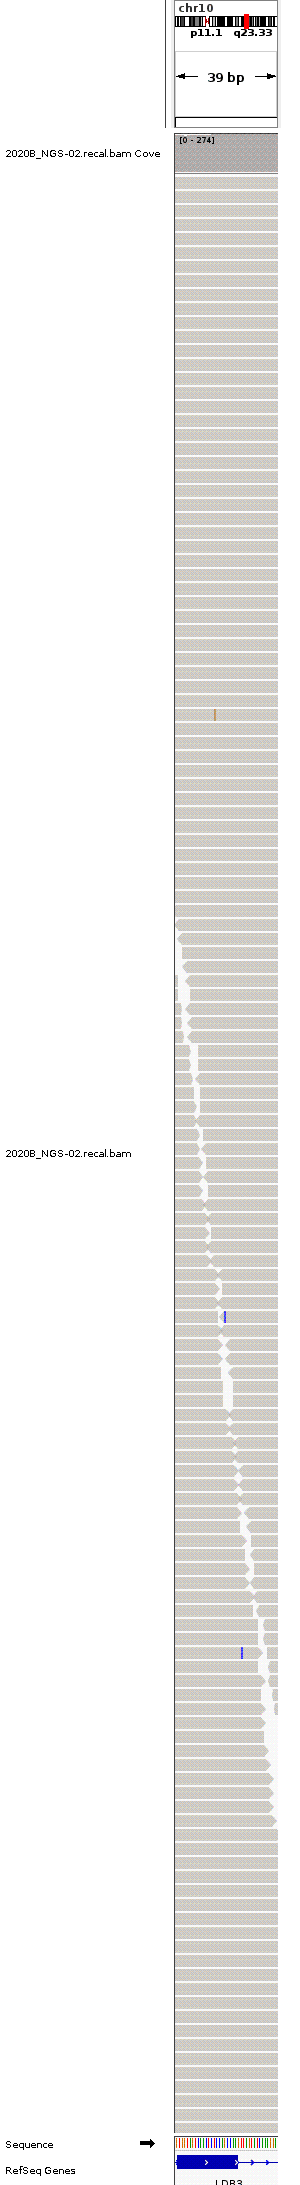 chr10
p11.1 q23.33
39 bp
[0 - 274]
2020B_NGS-02.recal.bam Cove
2020B_NGS-02.recal.bam
Sequence
RefSeq Genes
LDB3